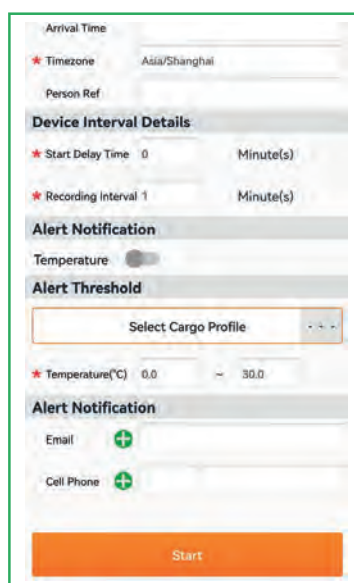 Arrival Time
* Timezone Asia/Shanghai
Person Ref
Device Interval Details
* Start Delay Time 0 Minute(s)
* Recording Interval 1 Minute(s)
Alert Notification
Temperature
Alert Threshold
Select Cargo Profile - - -
* Temperature(°C) 0.0 ~ 30.0
Alert Notification
Email
Cell Phone
Start